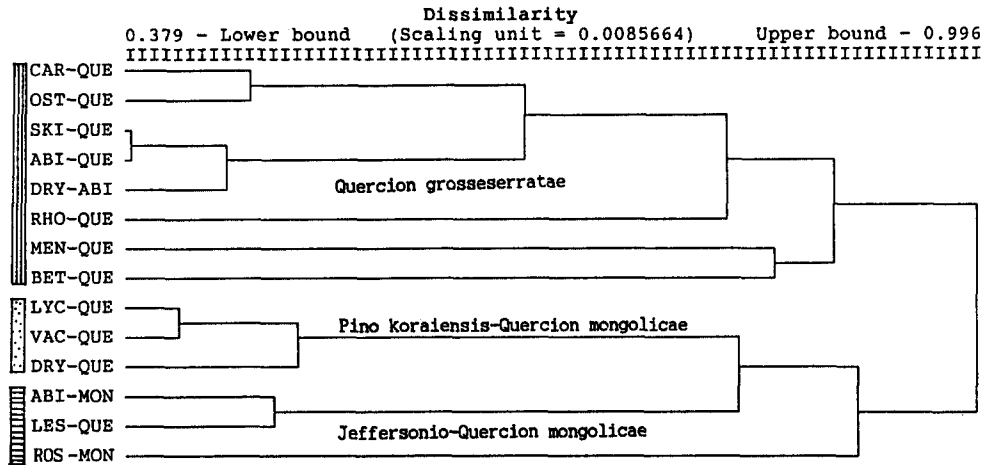 Dissimilarity
0.379 - Lower bound (Scaling unit = 0.0085664) Upper bound - 0.996
IIIIIIIIIIIIIIIIIIIIIIIIIIIIIIIIIIIIIIIIIIIIIIIIIIIIIIIIIIIIIIIIIIIIIIII
CAR-QUE
OST-QUE
SKI-QUE
ABI-QUE
DRY-ABI
Quercion grosseserratae
RHO-QUE
MEN-QUE
BET-QUE
LYC-QUE
Pino koraiensis-Quercion mongolicae
VAC-QUE
DRY-QUE
ABI-MON
LES-QUE
Jeffersonio-Quercion mongolicae
ROS-MON